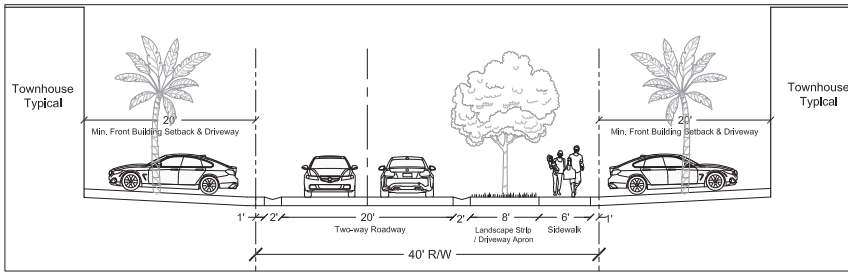 Townhouse
Typical
20'
Min. Front Building Setback & Driveway
20'
Min. Front Building Setback & Driveway
Townhouse
Typical
1'
2'
20'
2'
8'
6'
1'
Two-way Roadway
Landscape Strip
/ Driveway Apron
Sidewalk
40' R/W